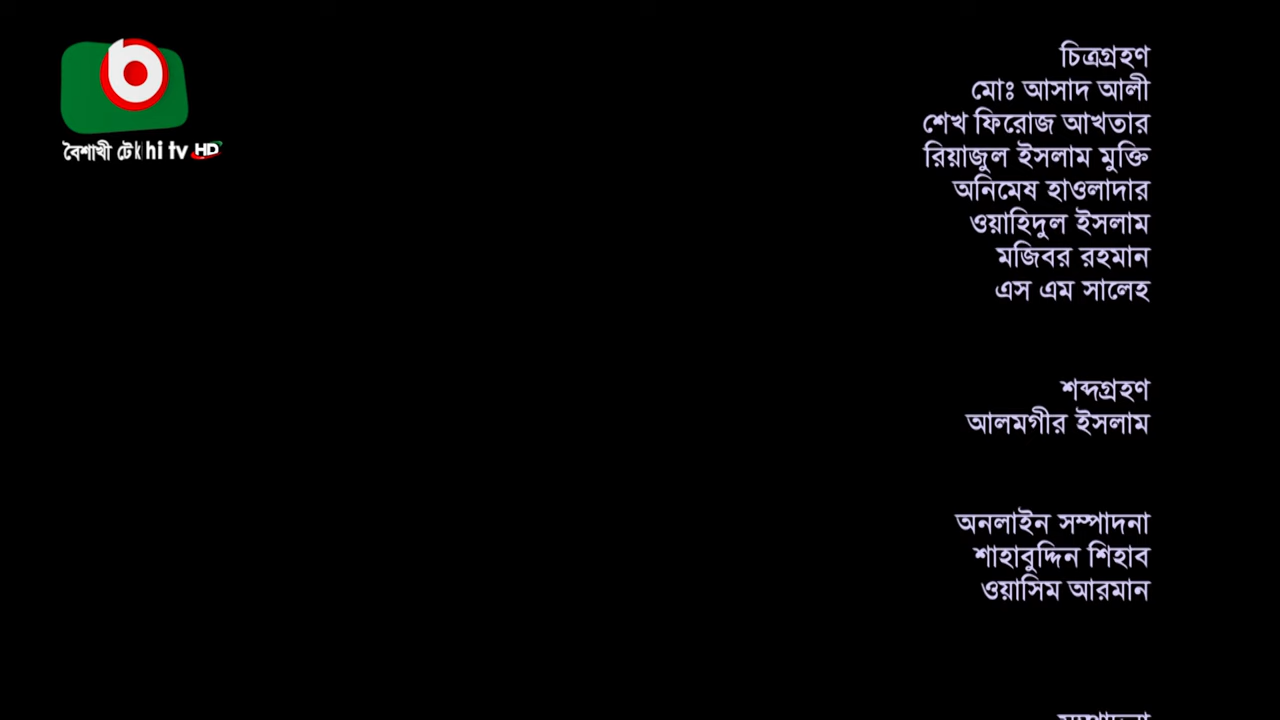 বৈশাখী hi tv HD
চিত্রগ্রহণ
মোঃ আসাদ আলী
শেখ ফিরোজ আখতার
রিয়াজুল ইসলাম মুক্তি
অনিমেষ হাওলাদার
ওয়াহিদুল ইসলাম
মজিবর রহমান
এস এম সালেহ
শব্দগ্রহণ
আলমগীর ইসলাম
অনলাইন সম্পাদনা
শাহাবুদ্দিন শিহাব
ওয়াসিম আরমান